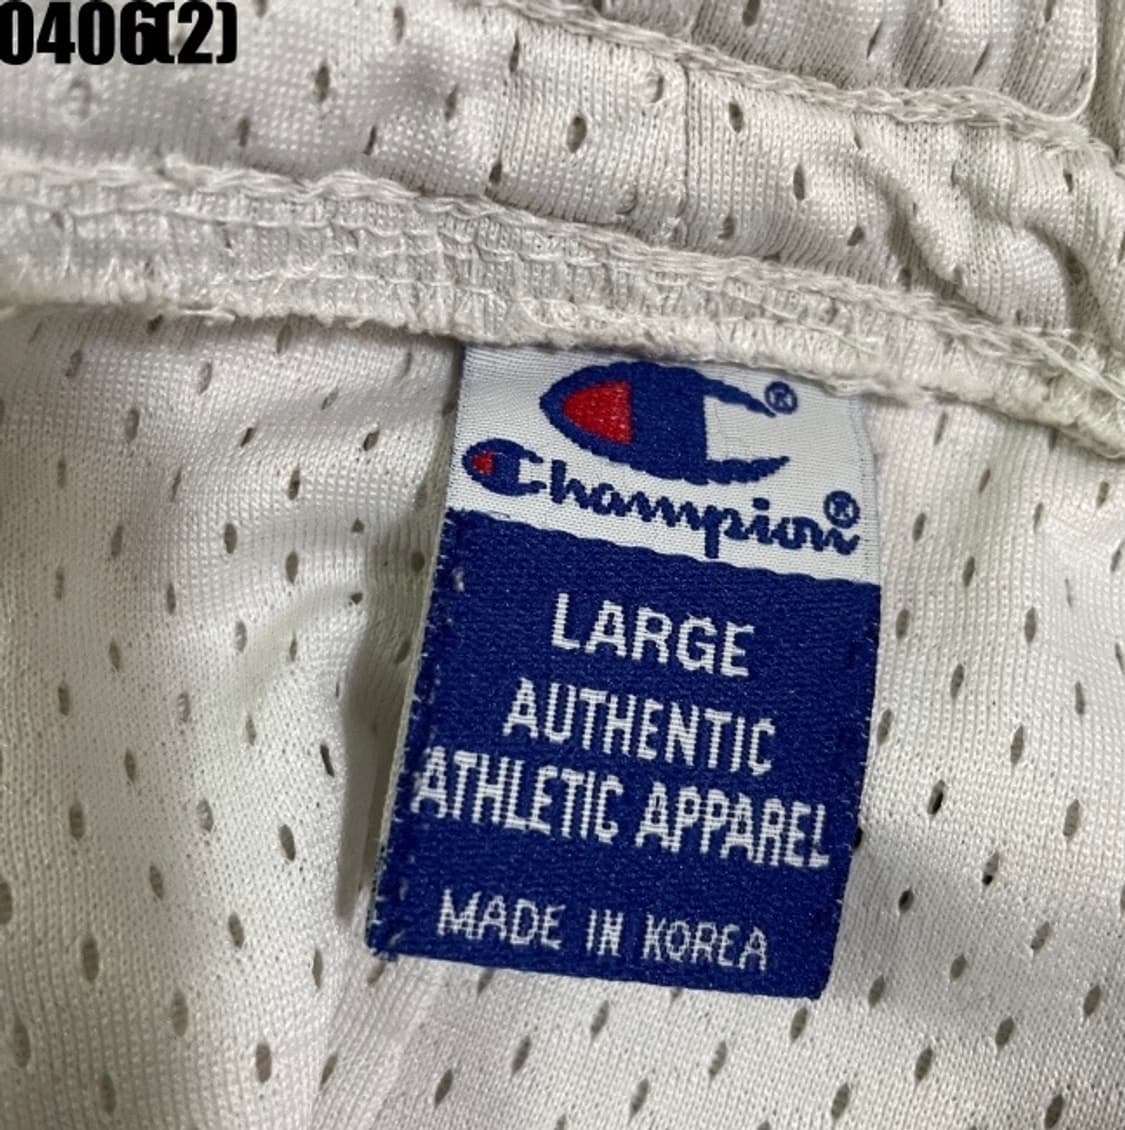 0406(2)
®
Champion®
LARGE
AUTHENTIC
ATHLETIC APPAREL
MADE IN KOREA